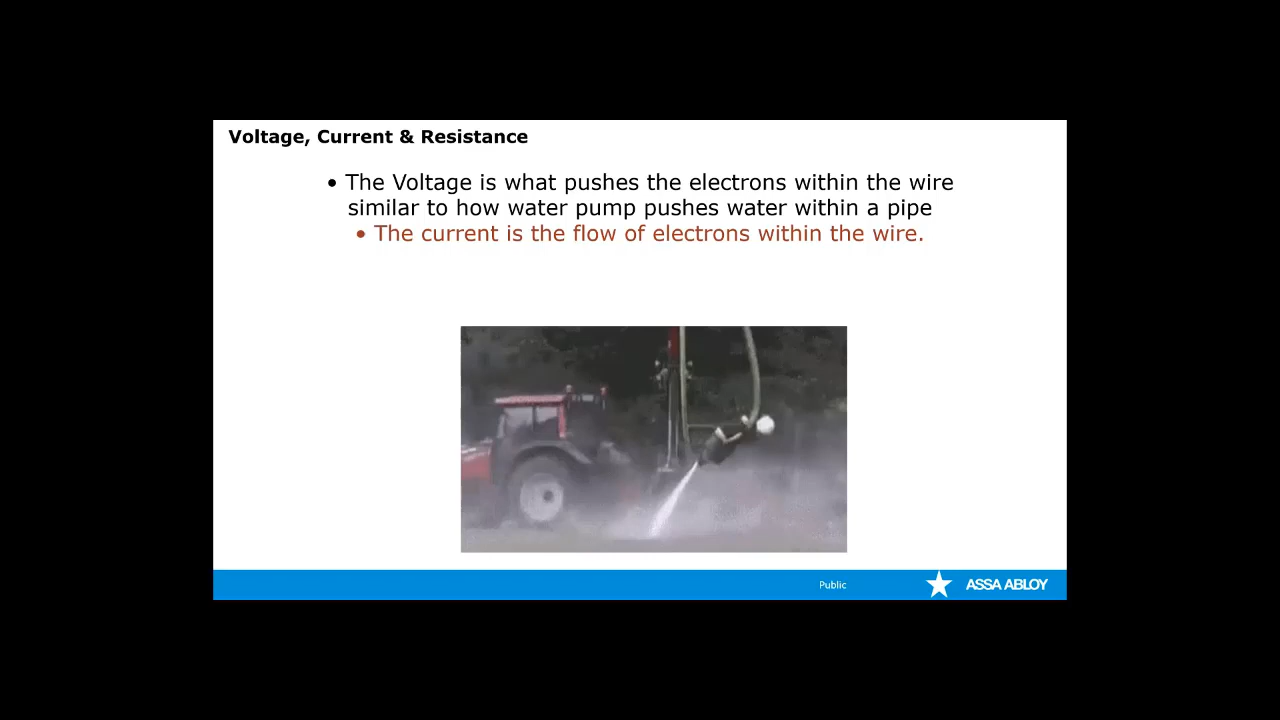 Voltage, Current & Resistance
• The Voltage is what pushes the electrons within the wire
similar to how water pump pushes water within a pipe
• The current is the flow of electrons within the wire.
Public
ASSA ABLOY